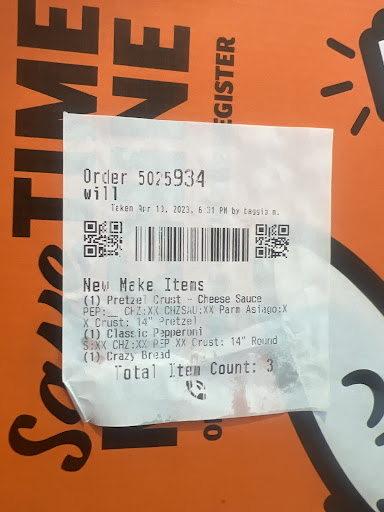 Save TIME
INE
EGISTER
Order 5025934
will
Taken Apr 13, 2023, 6:31 PM by
New Make Items
(1) Pretzel Crust - Cheese Sauce
PEP:__ CHZ:XX CHZSAU:XX Parm Asiago:X
X Crust: 14" Pretzel
(1) Classic Pepperoni
S:XX CHZ:XX PEP XX Crust: 14" Round
(1) Crazy Bread
Total Item Count: 3